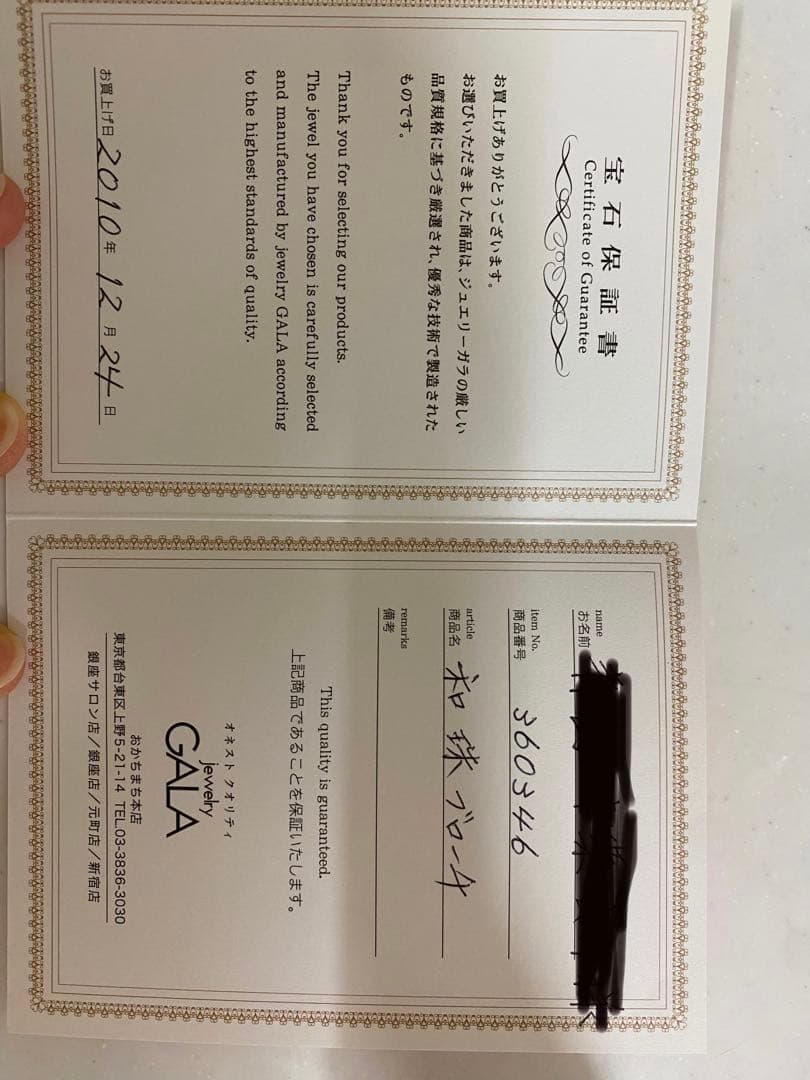 宝石保証書
Certificate of Guarantee
お買上げありがとうございます。
お選びいただきました商品は、ジュエリーガラの厳しい
品質規格に基づき厳選され、優秀な技術で製造された
ものです。
Thank you for selecting our products.
The jewel you have chosen is carefully selected
and manufactured by jewelry GALA according
to the highest standards of quality.
お買上げ日 2010 年 12 月 24 日
name
お名前
item No.
商品番号 360346
article
商品名 和珠ブローチ
remarks
備考
This quality is guaranteed.
上記商品であることを保証いたします。
オネスト クオリティ
jewelry
GALA
おかちまち本店
東京都台東区上野5-21-14 TEL.03-3836-3030
銀座サロン店／銀座店／元町店／新宿店